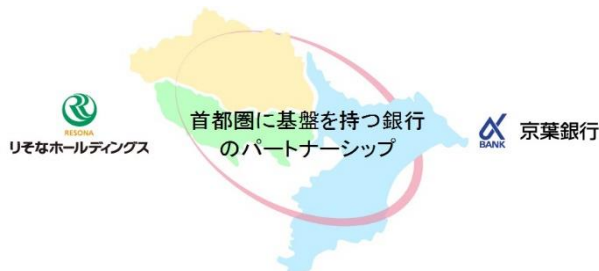 首都圏に基盤を持つ銀行
のパートナーシップ
RESONA
りそなホールディングス
α
BANK
京葉銀行